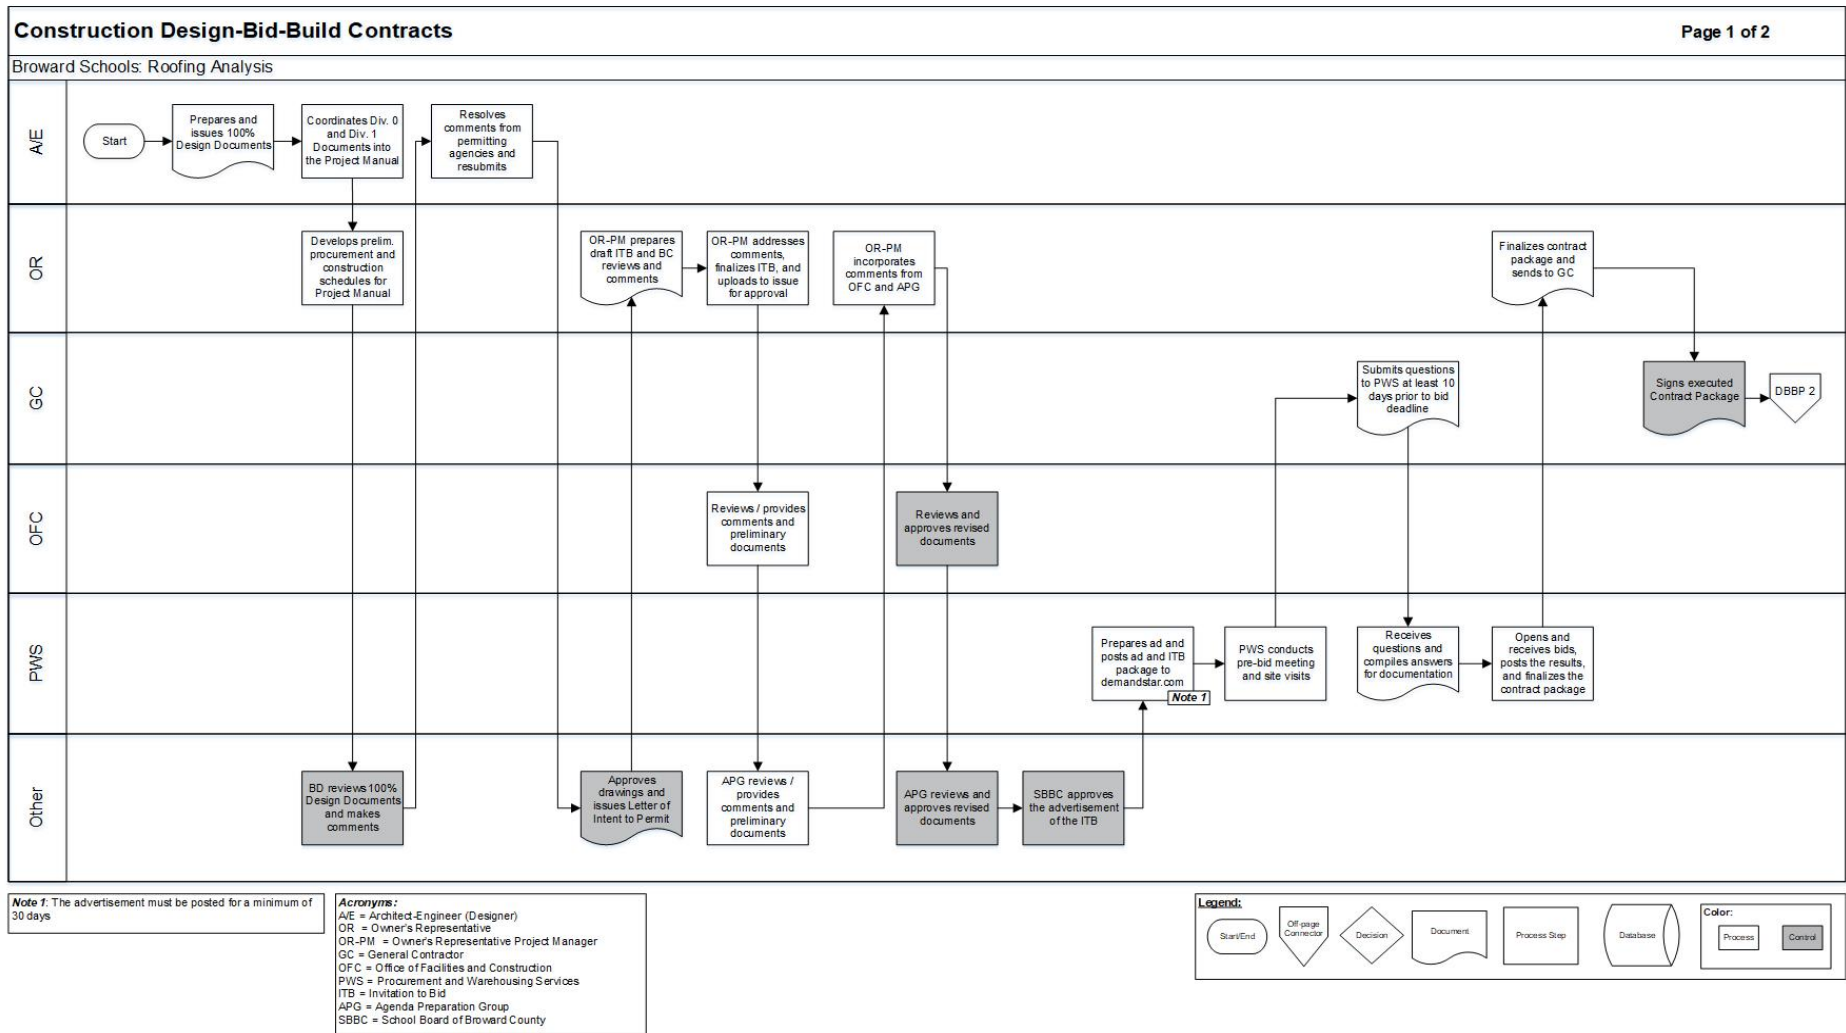 Construction Design-Bid-Build Contracts
Page 1 of 2
Broward Schools: Roofing Analysis
A/E
Start
Prepares and
issues 100%
Design Documents
Coordinates Div. 0
and Div. 1
Documents into
the Project Manual
Resolves
comments from
permitting
agencies and
resubmits
OR
Develops prelim.
procurement and
construction
schedules for
Project Manual
OR-PM prepares
draft ITB and BC
reviews and
comments
OR-PM addresses
comments,
finalizes ITB, and
uploads to issue
for approval
OR-PM
incorporates
comments from
OFC and APG
Finalizes contract
package and
sends to GC
GC
Submits questions
to PWS at least 10
days prior to bid
deadline
Signs executed
Contract Package
DBBP 2
OFC
Reviews / provides
comments and
preliminary
documents
Reviews and
approves revised
documents
PWS
Prepares ad and
posts ad and ITB
package to
demandstar.com
Note 1
PWS conducts
pre-bid meeting
and site visits
Receives
questions and
compiles answers
for documentation
Opens and
receives bids,
posts the results,
and finalizes the
contract package
Other
BD reviews 100%
Design Documents
and makes
comments
Approves
drawings and
issues Letter of
Intent to Permit
APG reviews /
provides
comments and
preliminary
documents
APG reviews and
approves revised
documents
SBBC approves
the advertisement
of the ITB
Note 1: The advertisement must be posted for a minimum of
30 days
Acronyms:
A/E = Architect-Engineer (Designer)
OR = Owner's Representative
OR-PM = Owner's Representative Project Manager
GC = General Contractor
OFC = Office of Facilities and Construction
PWS = Procurement and Warehousing Services
ITB = Invitation to Bid
APG = Agenda Preparation Group
SBBC = School Board of Broward County
Legend:
Start/End
Off-page
Connector
Decision
Document
Process Step
Database
Color:
Process
Control